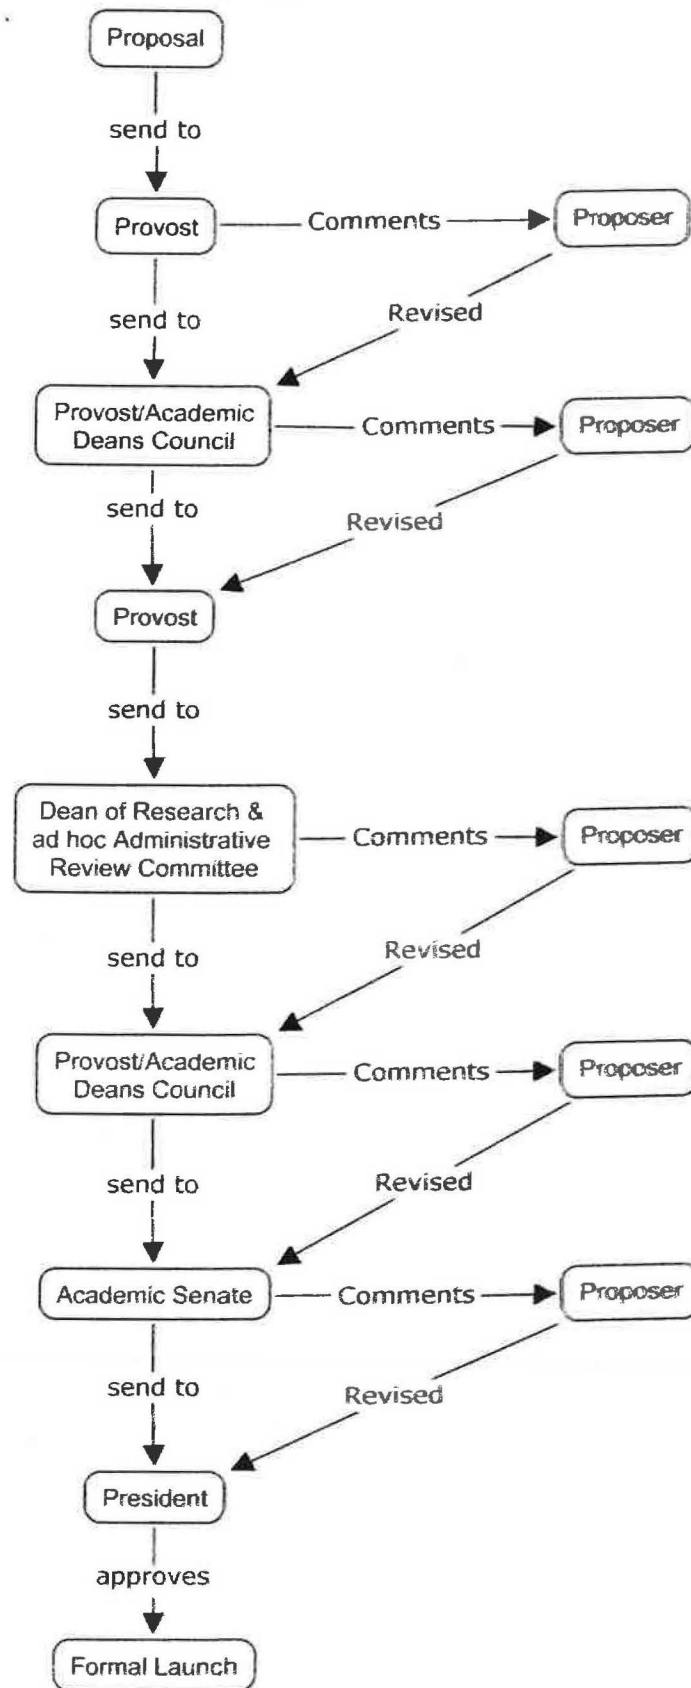 Proposal
send to
Provost
Comments
Proposer
send to
Revised
Provost/Academic
Deans Council
Comments
Proposer
send to
Revised
Provost
send to
Dean of Research &
ad hoc Administrative
Review Committee
Comments
Proposer
send to
Revised
Provost/Academic
Deans Council
Comments
Proposer
send to
Revised
Academic Senate
Comments
Proposer
send to
Revised
President
approves
Formal Launch